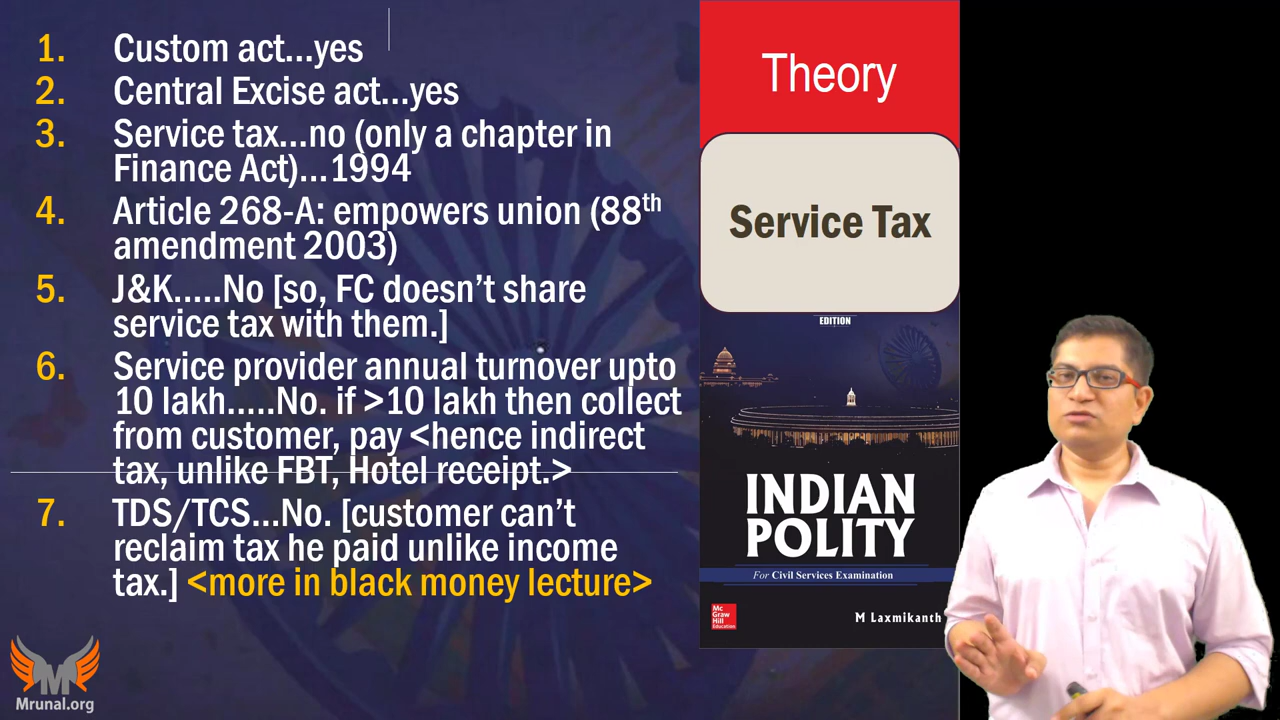 1. Custom act...yes
2. Central Excise act...yes
3. Service tax...no (only a chapter in
Finance Act)...1994
4. Article 268-A: empowers union (88th
amendment 2003)
5. J&K.....No [so, FC doesn't share
service tax with them.]
6. Service provider annual turnover upto
10 lakh.....No. if >10 lakh then collect
from customer, pay <hence indirect
tax, unlike FBT, Hotel receipt.>
7. TDS/TCS...No. [customer can't
reclaim tax he paid unlike income
tax.] <more in black money lecture>
Mrunal.org
Theory
Service Tax
EDITION
INDIAN
POLITY
For Civil Services Examination
Mc
Graw
Hill
Education
M Laxmikanth